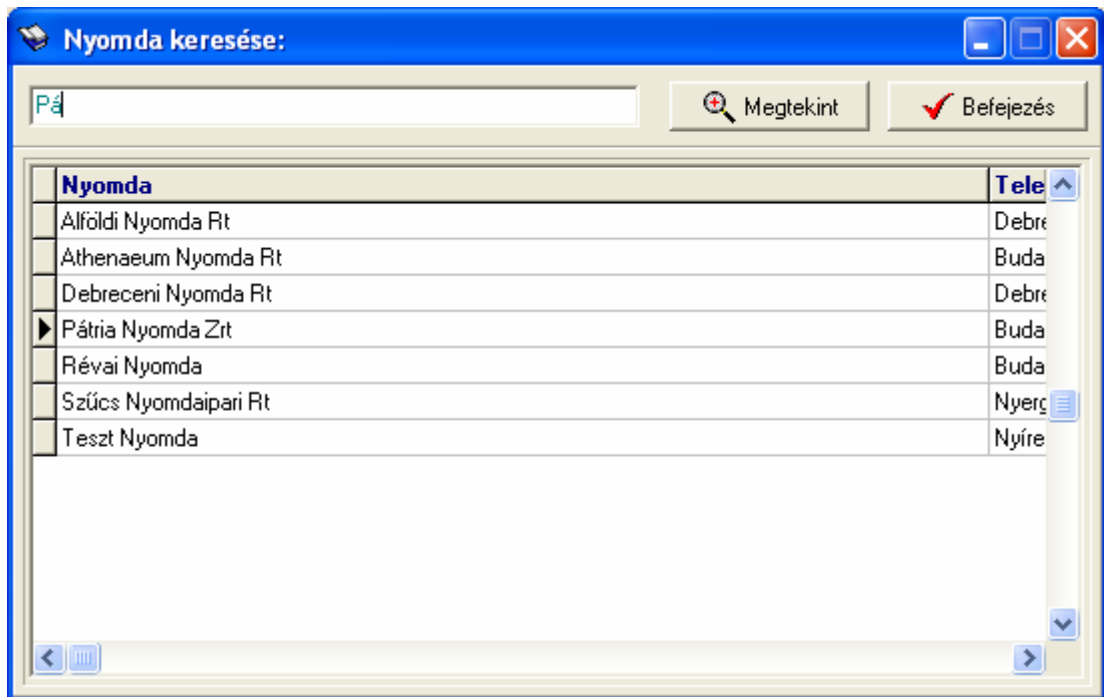 Nyomda keresése:
Pá Megtekint Befejezés
Nyomda Tele
Alföldi Nyomda Rt Debre
Athenaeum Nyomda Rt Buda
Debreceni Nyomda Rt Debre
Pátria Nyomda Zrt Buda
Révai Nyomda Buda
Szűcs Nyomdaipari Rt Nyerg
Teszt Nyomda Nyíre